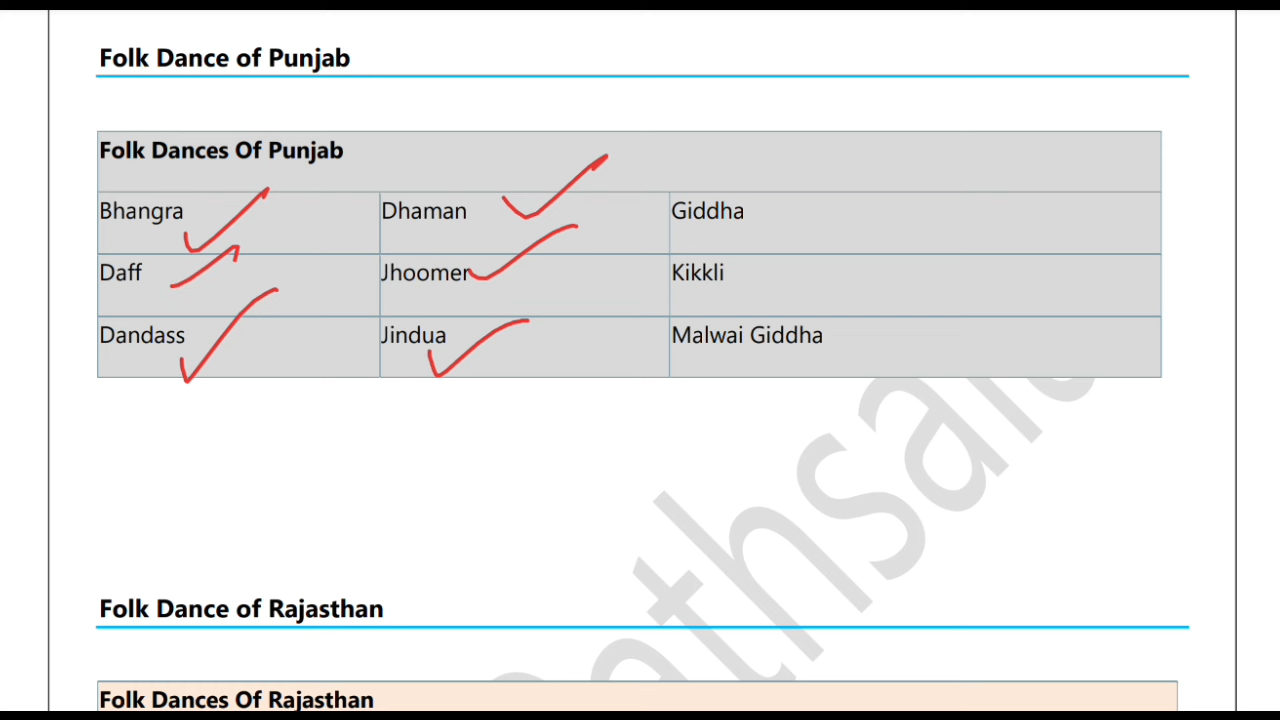 Folk Dance of Punjab
Folk Dances Of Punjab
Bhangra Dhaman Giddha
Daff Jhoomer Kikkli
Dandass Jindua Malwai Giddha
Folk Dance of Rajasthan
Folk Dances Of Rajasthan